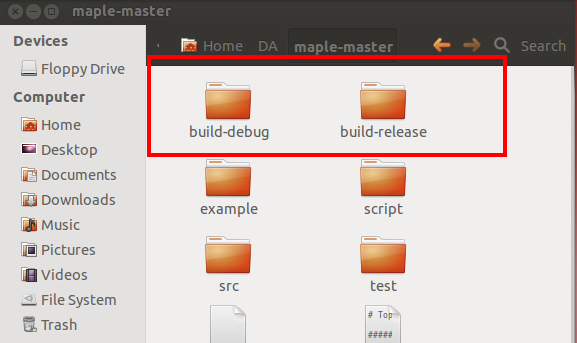 maple-master
Devices
Floppy Drive
Computer
Home
Desktop
Documents
Downloads
Music
Pictures
Videos
File System
Trash
Home DA maple-master Search
build-debug build-release
example script
src test
# Top
#####